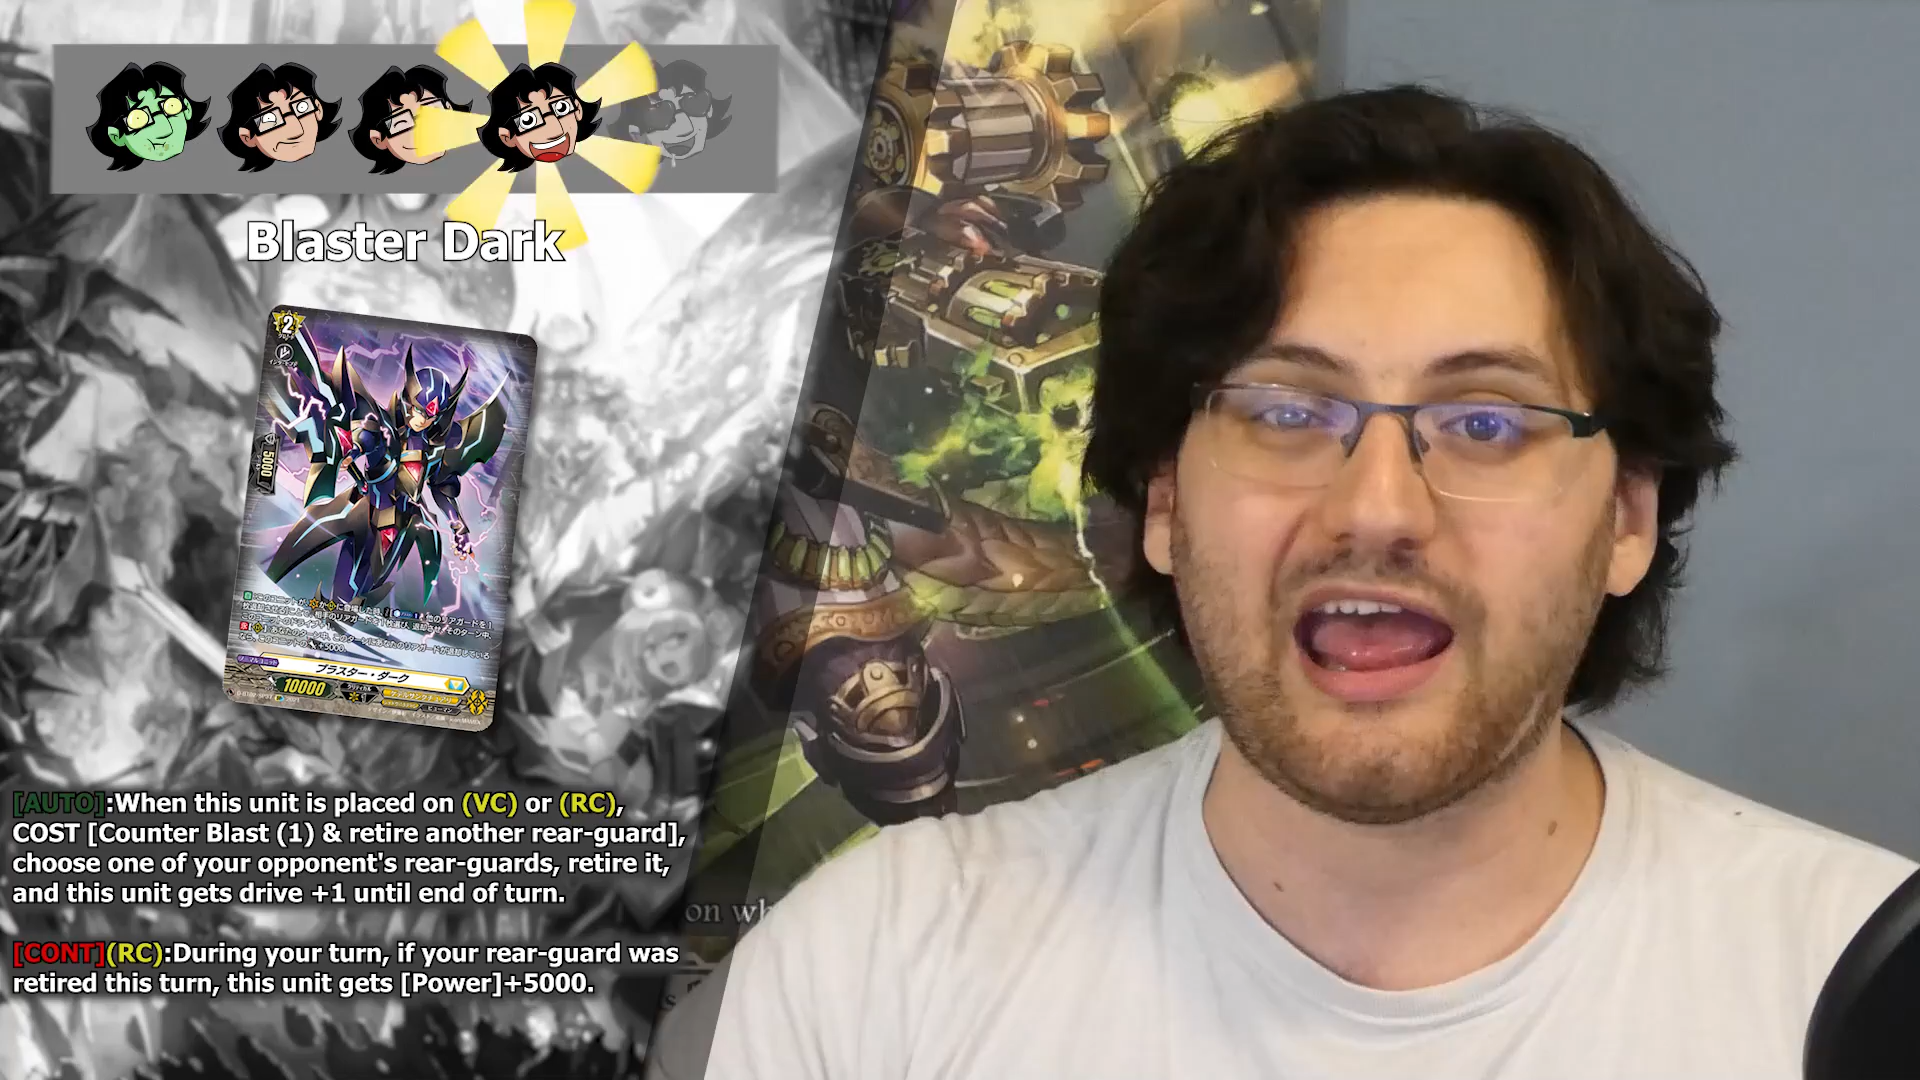 Blaster Dark
2
5000
ブラスター・ダーク
10000
[AUTO]:When this unit is placed on (VC) or (RC),
COST [Counter Blast (1) & retire another rear-guard],
choose one of your opponent's rear-guards, retire it,
and this unit gets drive +1 until end of turn.
on wh
[CONT](RC):During your turn, if your rear-guard was
retired this turn, this unit gets [Power]+5000.